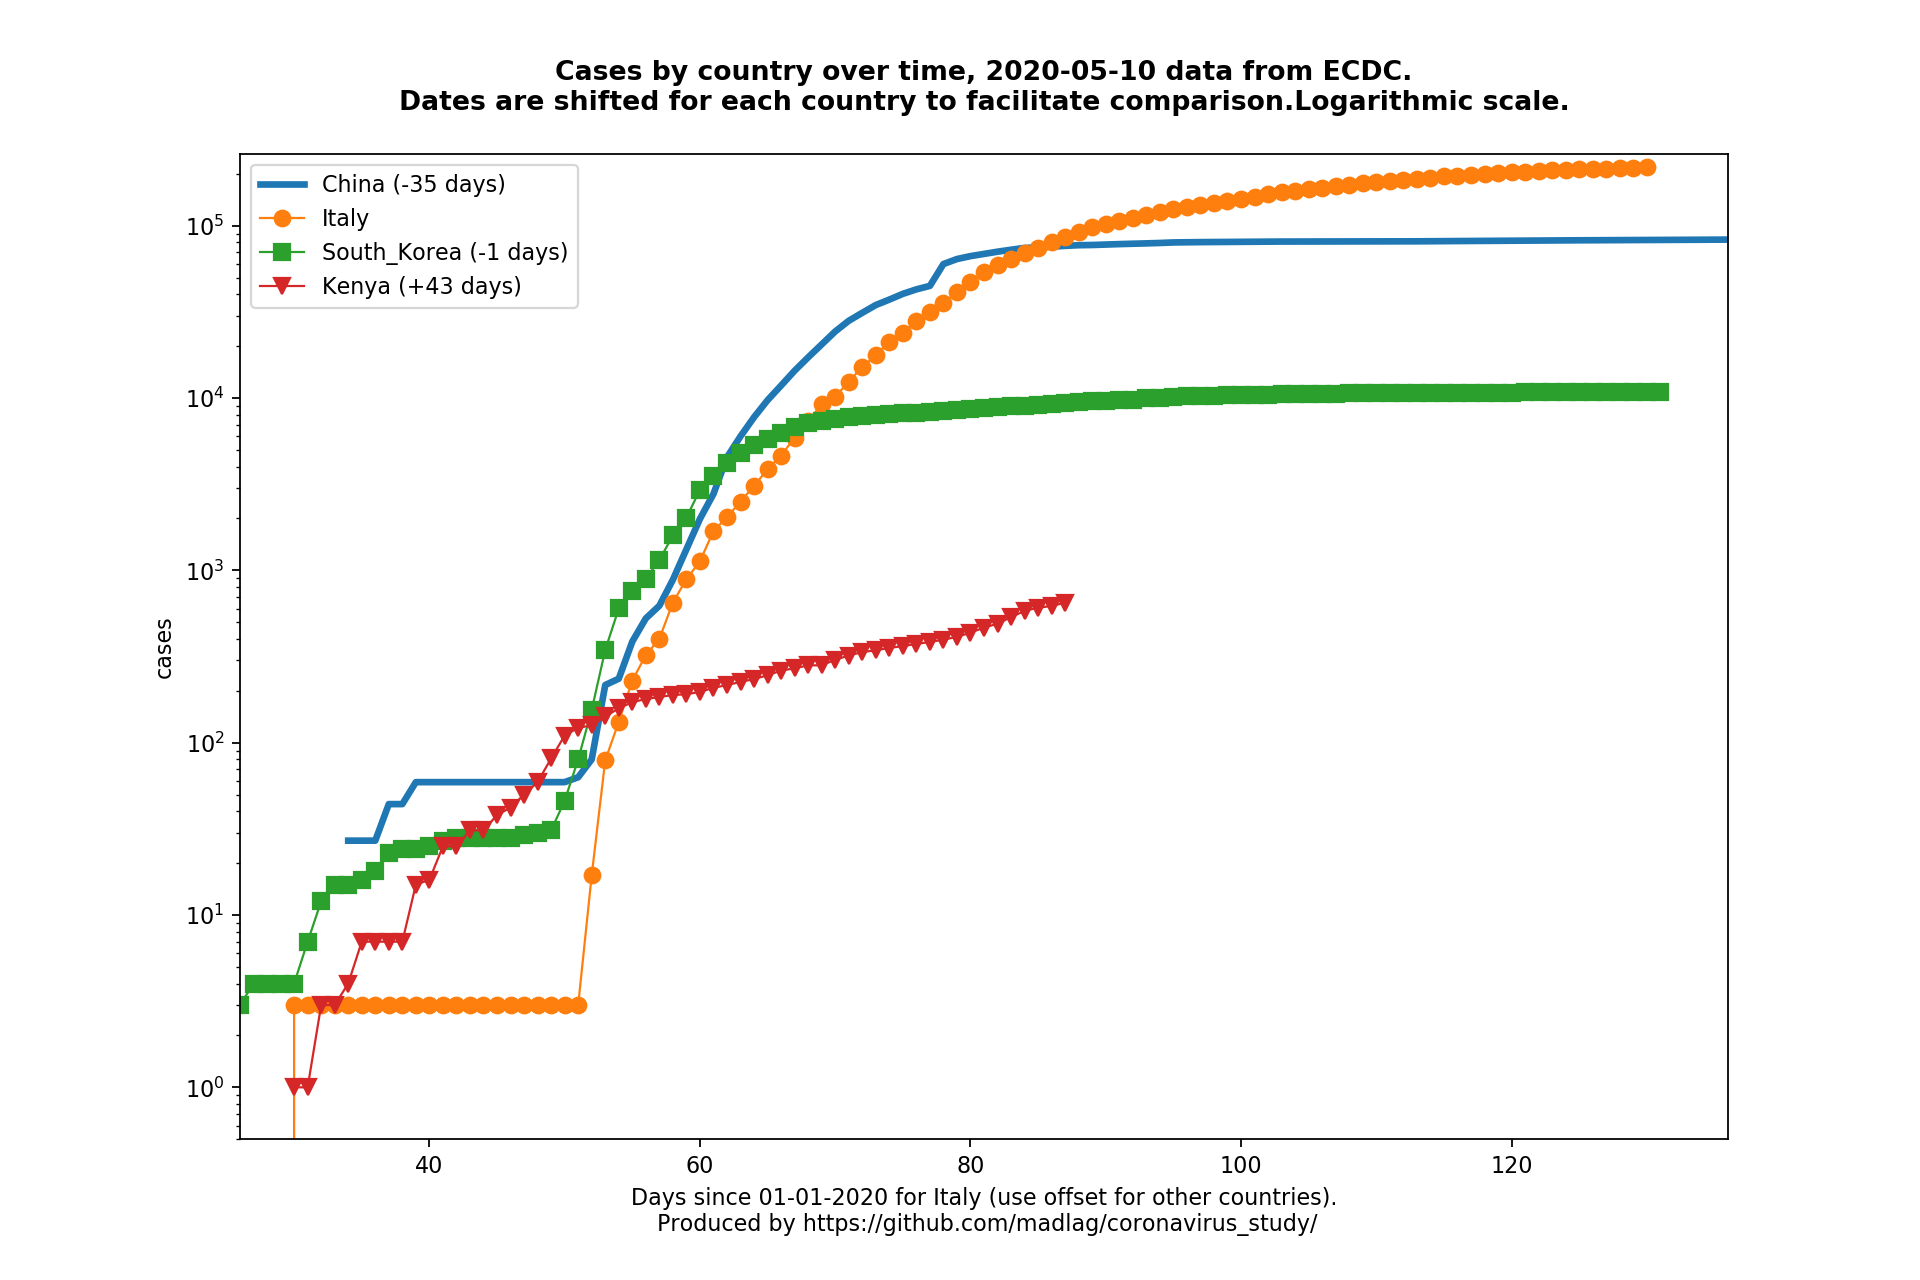 Cases by country over time, 2020-05-10 data from ECDC.
Dates are shifted for each country to facilitate comparison.Logarithmic scale.
China (-35 days)
Italy
South_Korea (-1 days)
Kenya (+43 days)
10^5
10^4
10^3
10^2
10^1
10^0
cases
40 60 80 100 120
Days since 01-01-2020 for Italy (use offset for other countries).
Produced by https://github.com/madlag/coronavirus_study/